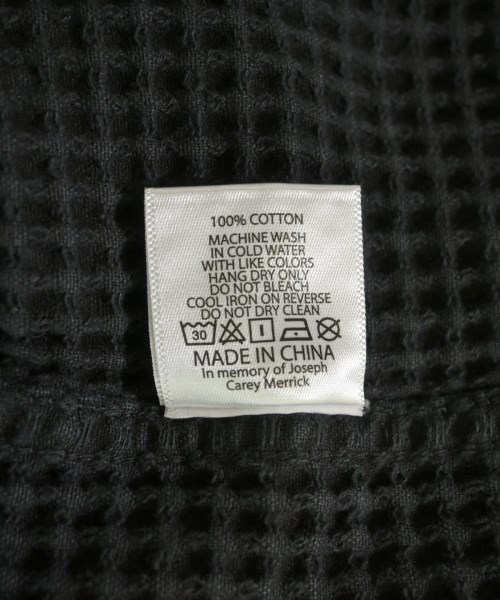 100% COTTON
MACHINE WASH
IN COLD WATER
WITH LIKE COLORS
HANG DRY ONLY
DO NOT BLEACH
COOL IRON ON REVERSE
DO NOT DRY CLEAN
30
MADE IN CHINA
In memory of Joseph
Carey Merrick